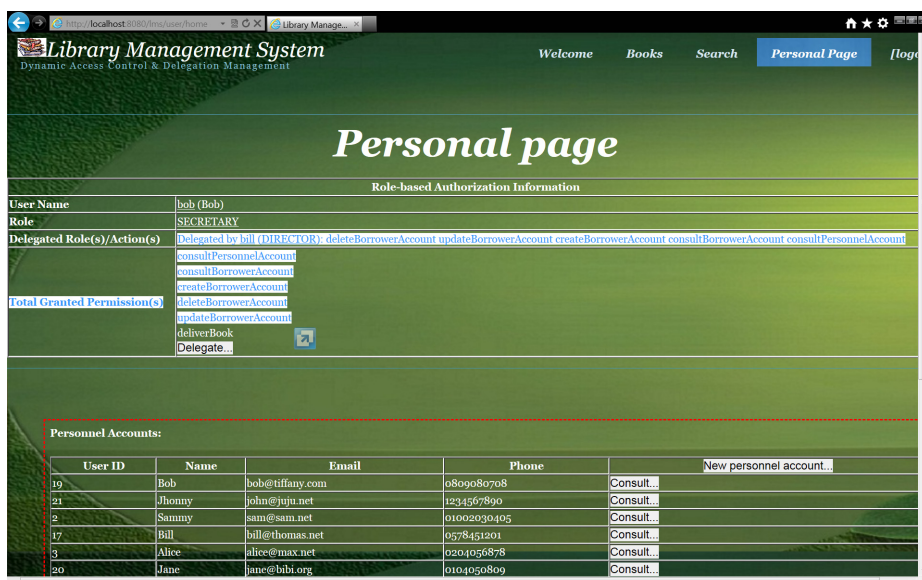 http://localhost:8080/lms/user/home
Library Manage... ×
Library Management System
Dynamic Access Control & Delegation Management
Welcome Books Search Personal Page [logo
Personal page
Role-based Authorization Information
User Name bob (Bob)
Role SECRETARY
Delegated Role(s)/Action(s) Delegated by bill (DIRECTOR): deleteBorrowerAccount updateBorrowerAccount createBorrowerAccount consultBorrowerAccount consultPersonnelAccount
Total Granted Permission(s)
consultPersonnelAccount
consultBorrowerAccount
createBorrowerAccount
deleteBorrowerAccount
updateBorrowerAccount
deliverBook
Delegate...
Personnel Accounts:
User ID Name Email Phone New personnel account...
19 Bob bob@tiffany.com 0809080708 Consult...
21 Jhonny john@juju.net 1234567890 Consult...
2 Sammy sam@sam.net 01002030405 Consult...
17 Bill bill@thomas.net 0578451201 Consult...
3 Alice alice@max.net 0204056878 Consult...
20 Jane jane@bibi.org 0104050809 Consult...